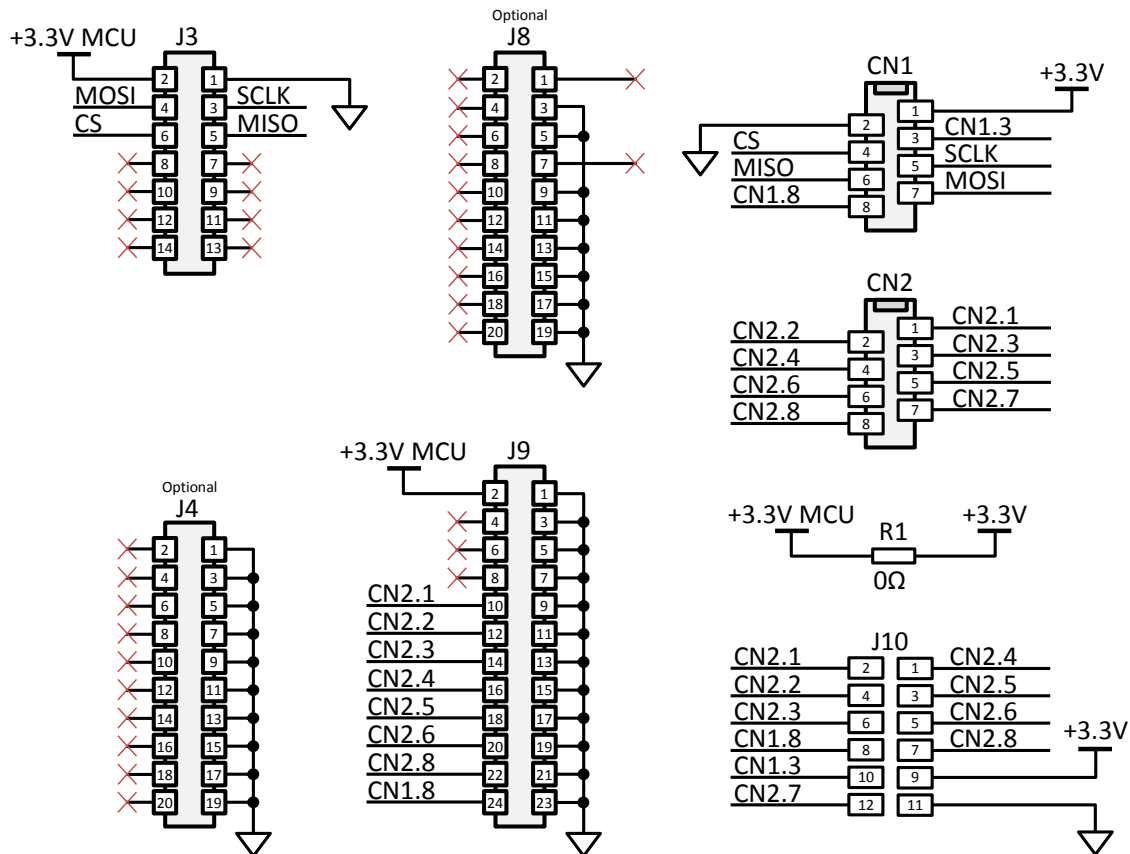 +3.3V MCU
J3
2 1
MOSI 4 3 SCLK
CS 6 5 MISO
8 7
10 9
12 11
14 13
Optional
J8
2 1
4 3
6 5
8 7
10 9
12 11
14 13
16 15
18 17
20 19
CN1
+3.3V
1
2
3 CN1.3
CS 4
5 SCLK
MISO 6
7 MOSI
CN1.8 8
CN2
1 CN2.1
CN2.2 2
3 CN2.3
CN2.4 4
5 CN2.5
CN2.6 6
7 CN2.7
CN2.8 8
Optional
J4
2 1
4 3
6 5
8 7
10 9
12 11
14 13
16 15
18 17
20 19
+3.3V MCU
J9
2 1
4 3
6 5
8 7
CN2.1 10 9
CN2.2 12 11
CN2.3 14 13
CN2.4 16 15
CN2.5 18 17
CN2.6 20 19
CN2.8 22 21
CN1.8 24 23
+3.3V MCU
R1
+3.3V
0Ω
J10
CN2.1 2 1 CN2.4
CN2.2 4 3 CN2.5
CN2.3 6 5 CN2.6
CN1.8 8 7 CN2.8
+3.3V
CN1.3 10 9
CN2.7 12 11